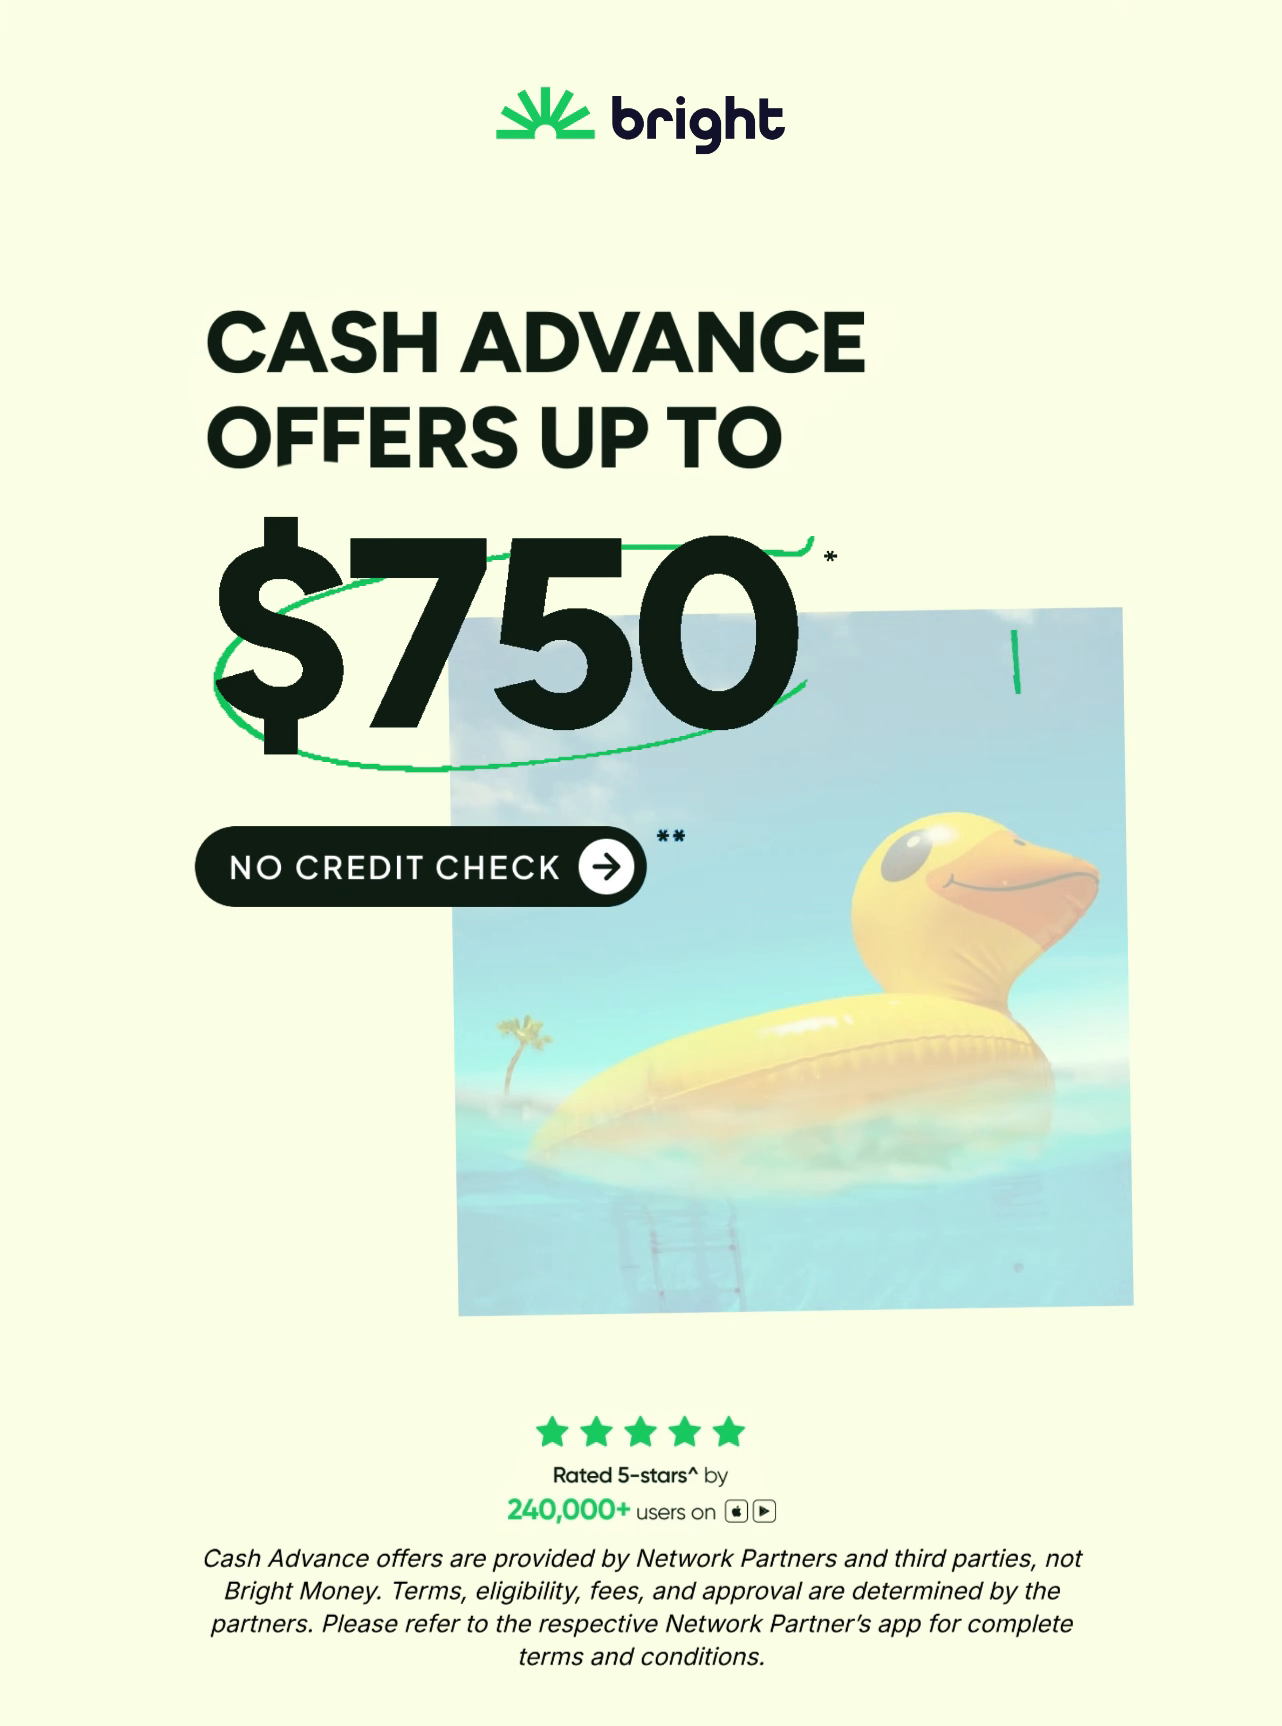 bright
CASH ADVANCE
OFFERS UP TO
$750*
NO CREDIT CHECK **
Rated 5-stars^ by
240,000+ users on
Cash Advance offers are provided by Network Partners and third parties, not
Bright Money. Terms, eligibility, fees, and approval are determined by the
partners. Please refer to the respective Network Partner’s app for complete
terms and conditions.